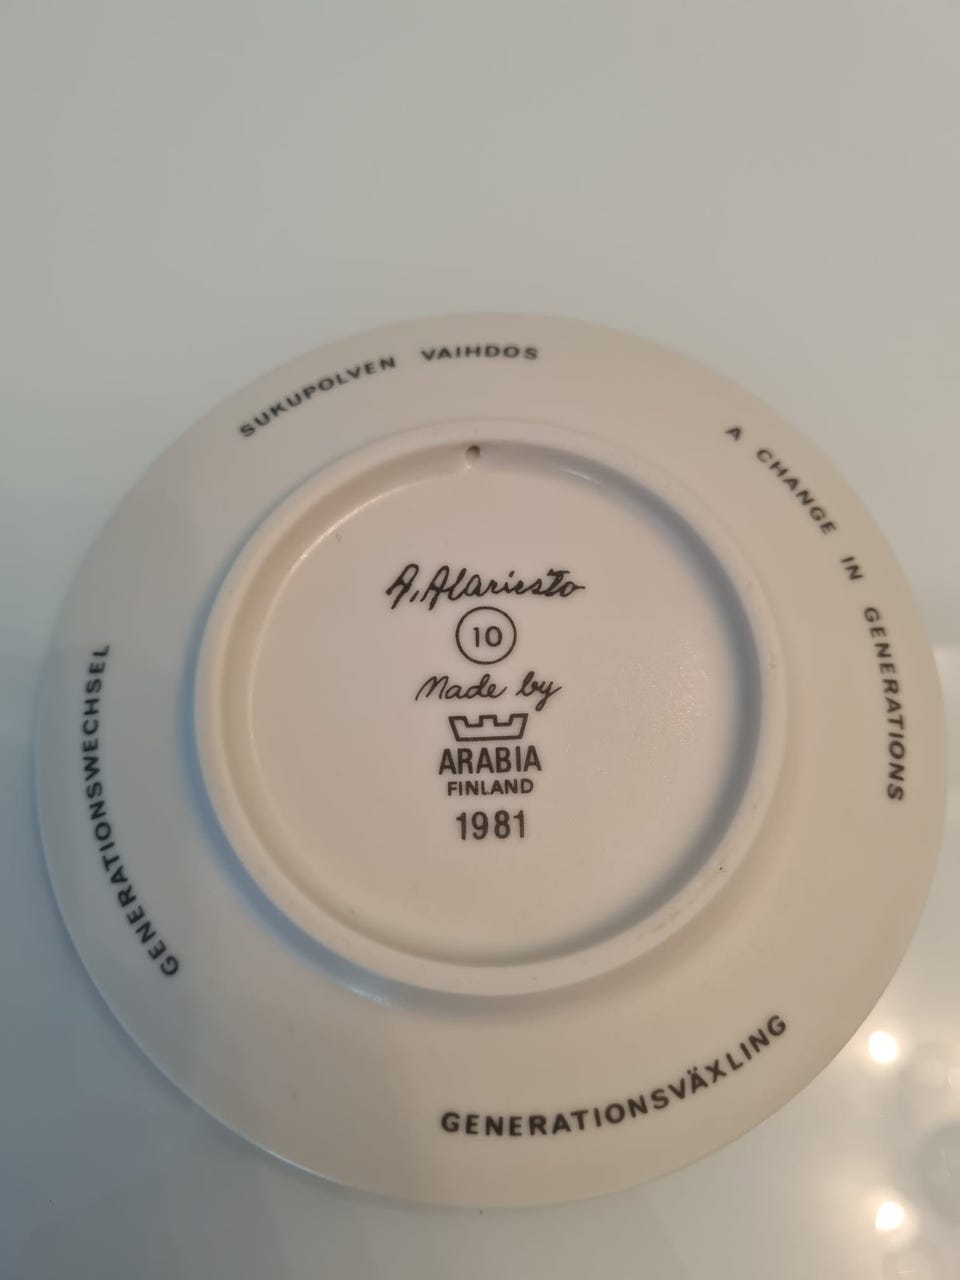 SUKUPOLVEN VAIHDOS
A CHANGE IN GENERATIONS
GENERATIONSVÄXLING
GENERATIONSWECHSEL
A. Alariesto
10
Made by
ARABIA
FINLAND
1981